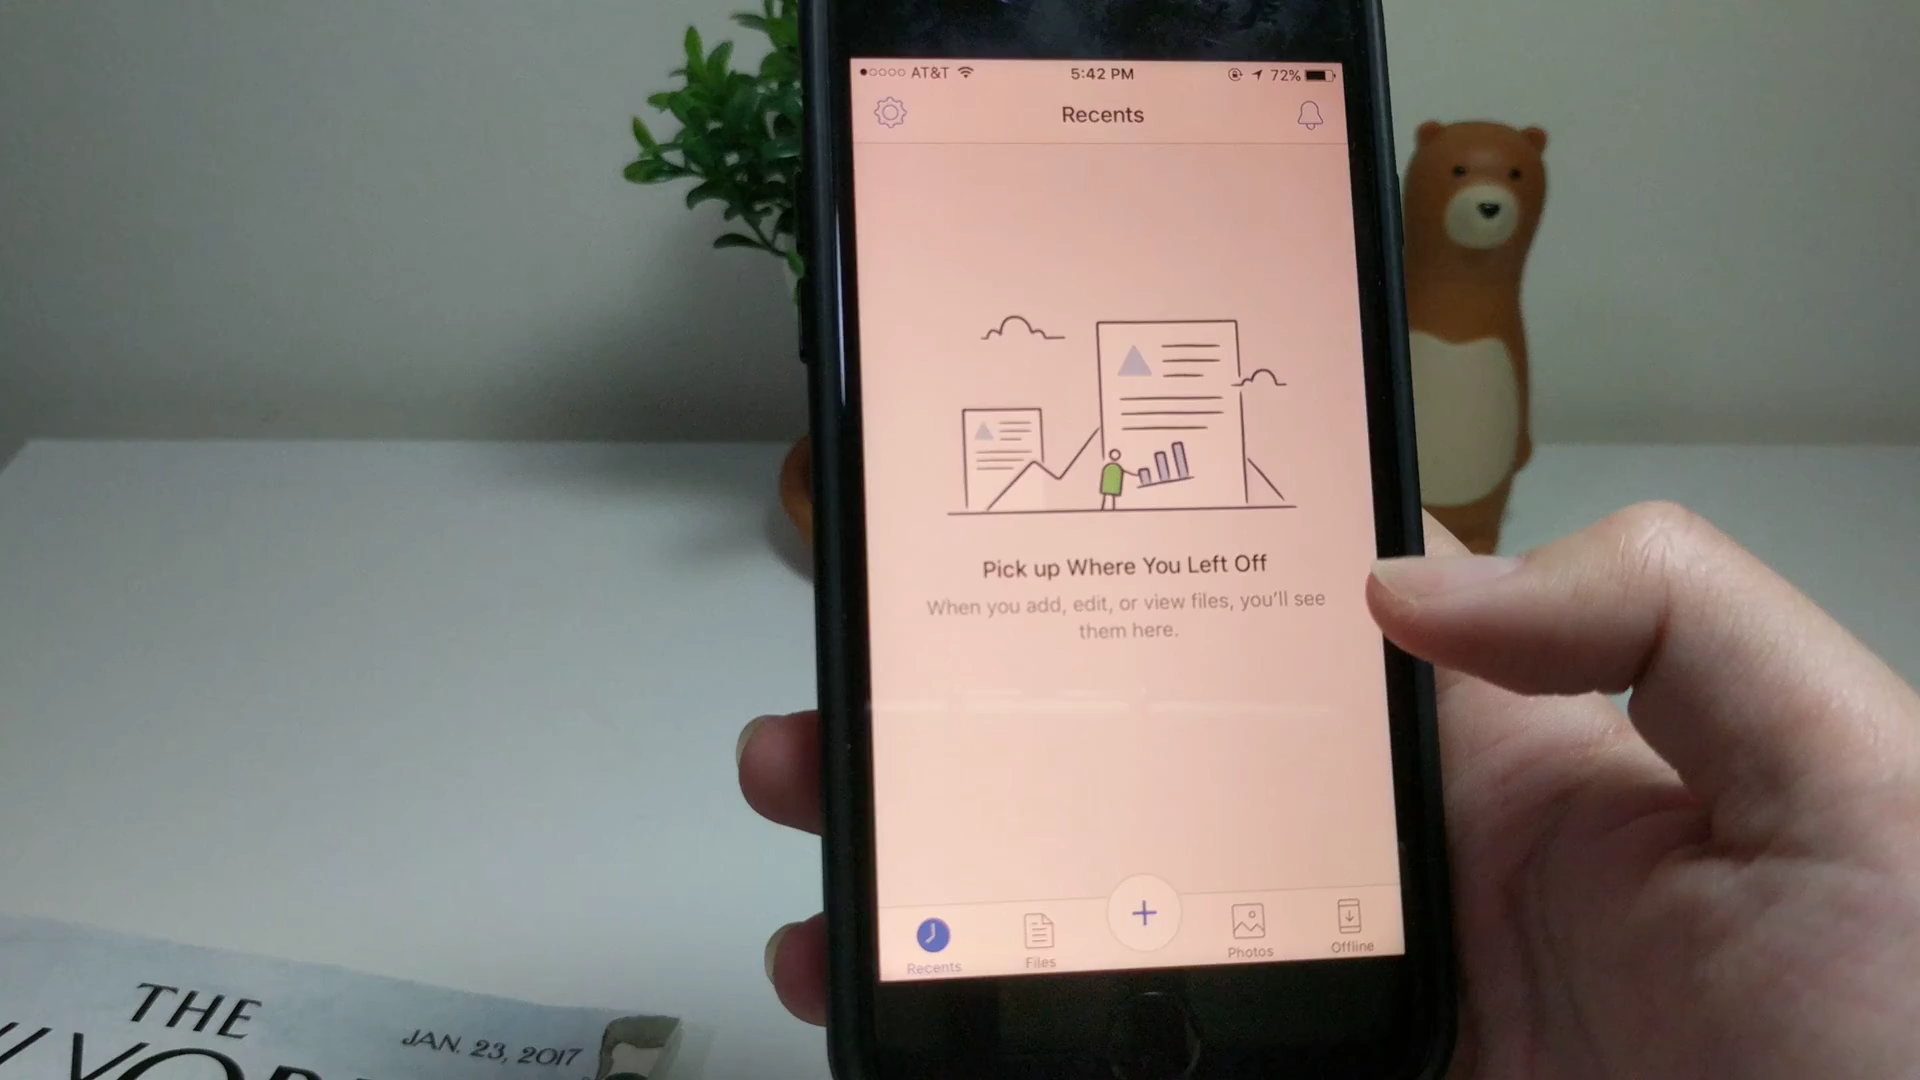 AT&T 5:42 PM 72%
Recents
Pick up Where You Left Off
When you add, edit, or view files, you'll see
them here.
Recents Files + Photos Offline
THE
JAN. 23, 2017